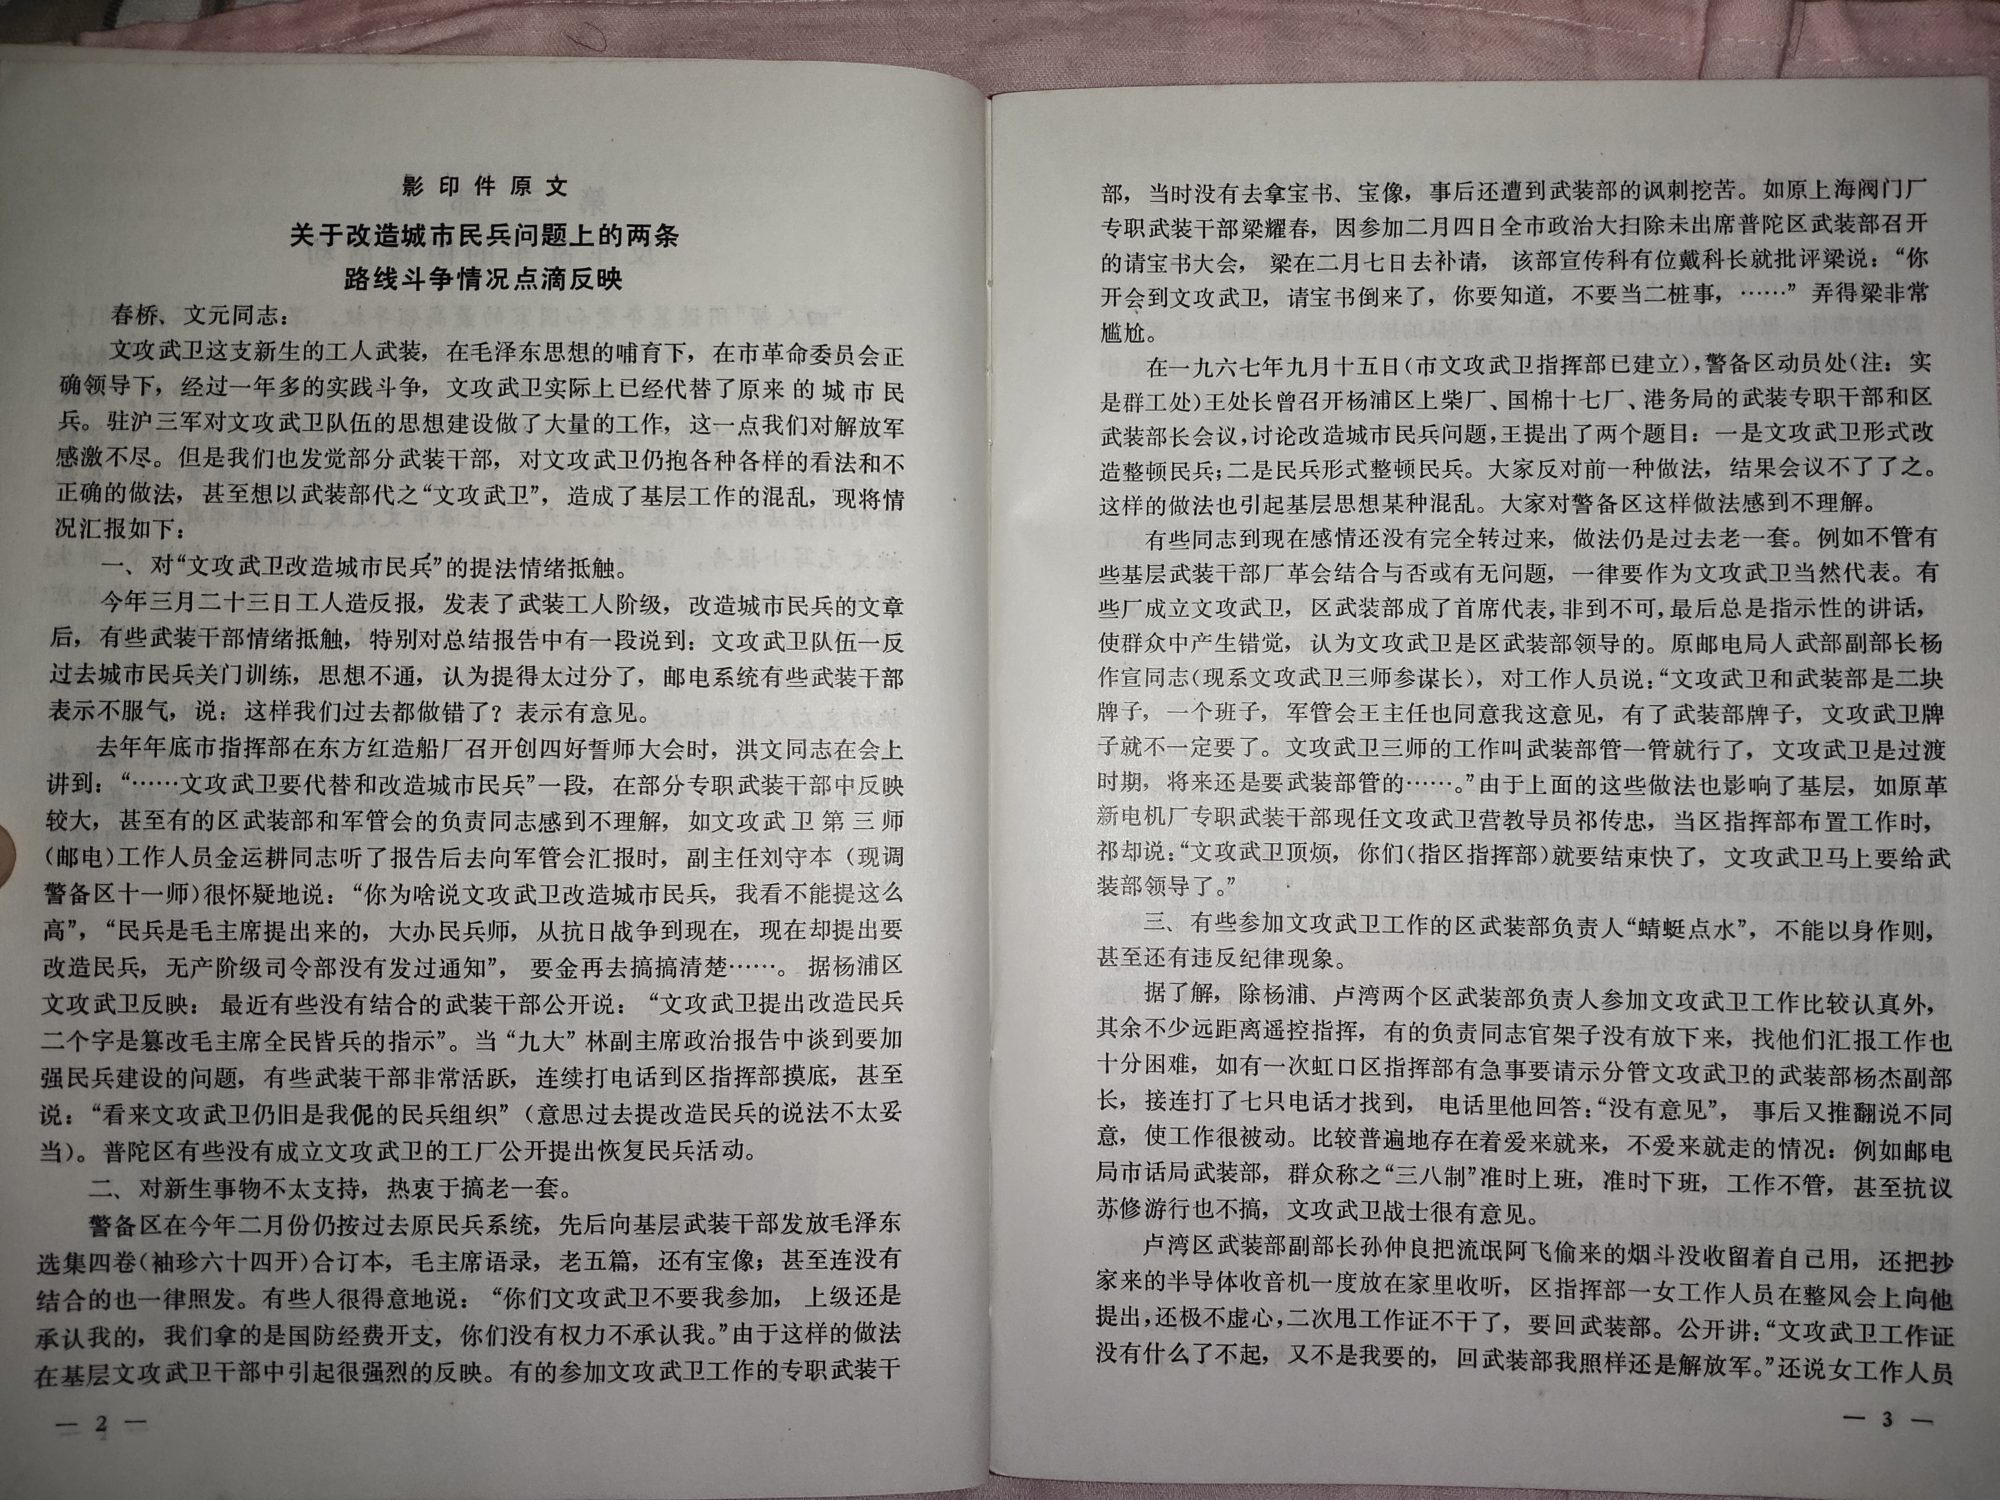 影印件原文
关于改造城市民兵问题上的两条
路线斗争情况点滴反映
春桥、文元同志：
文攻武卫这支新生的工人武装，在毛泽东思想的哺育下，在市革命委员会正
确领导下，经过一年多的实践斗争，文攻武卫实际上已经代替了原来的城市民
兵。驻沪三军对文攻武卫队伍的思想建设做了大量的工作，这一点我们对解放军
感激不尽。但是我们也发觉部分武装干部，对文攻武卫仍抱各种各样的看法和不
正确的做法，甚至想以武装部代之“文攻武卫”，造成了基层工作的混乱，现将情
况汇报如下：
一、对“文攻武卫改造城市民兵”的提法情绪抵触。
今年三月二十三日工人造反报，发表了武装工人阶级，改造城市民兵的文章
后，有些武装干部情绪抵触，特别对总结报告中有一段说到：文攻武卫队伍一反
过去城市民兵关门训练，思想不通，认为提得太过分了，邮电系统有些武装干部
表示不服气，说：这样我们过去都做错了？表示有意见。
去年年底市指挥部在东方红造船厂召开创四好誓师大会时，洪文同志在会上
讲到：“……文攻武卫要代替和改造城市民兵”一段，在部分专职武装干部中反映
较大，甚至有的区武装部和军管会的负责同志感到不理解，如文攻武卫第三师
（邮电）工作人员金运耕同志听了报告后去向军管会汇报时，副主任刘守本（现调
警备区十一师）很怀疑地说：“你为啥说文攻武卫改造城市民兵，我看不能提这么
高”，“民兵是毛主席提出来的，大办民兵师，从抗日战争到现在，现在却提出要
改造民兵，无产阶级司令部没有发过通知”，要金再去搞搞清楚……。据杨浦区
文攻武卫反映：最近有些没有结合的武装干部公开说：“文攻武卫提出改造民兵
二个字是篡改毛主席全民皆兵的指示”。当“九大”林副主席政治报告中谈到要加
强民兵建设的问题，有些武装干部非常活跃，连续打电话到区指挥部摸底，甚至
说：“看来文攻武卫仍旧是我伲的民兵组织”（意思过去提改造民兵的说法不太妥
当）。普陀区有些没有成立文攻武卫的工厂公开提出恢复民兵活动。
二、对新生事物不太支持，热衷于搞老一套。
警备区在今年二月份仍按过去原民兵系统，先后向基层武装干部发放毛泽东
选集四卷（袖珍六十四开）合订本，毛主席语录，老五篇，还有宝像；甚至连没有
结合的也一律照发。有些人很得意地说：“你们文攻武卫不要我参加，上级还是
承认我的，我们拿的是国防经费开支，你们没有权力不承认我。”由于这样的做法
在基层文攻武卫干部中引起很强烈的反映。有的参加文攻武卫工作的专职武装干
— 2 —
部，当时没有去拿宝书、宝像，事后还遭到武装部的讽刺挖苦。如原上海阀门厂
专职武装干部梁耀春，因参加二月四日全市政治大扫除未出席普陀区武装部召开
的请宝书大会，梁在二月七日去补请，该部宣传科有位戴科长就批评梁说：“你
开会到文攻武卫，请宝书倒来了，你要知道，不要当二桩事，……”弄得梁非常
尴尬。
在一九六七年九月十五日（市文攻武卫指挥部已建立），警备区动员处（注：实
是群工处）王处长曾召开杨浦区上柴厂、国棉十七厂、港务局的武装专职干部和区
武装部长会议，讨论改造城市民兵问题，王提出了两个题目：一是文攻武卫形式改
造整顿民兵；二是民兵形式整顿民兵。大家反对前一种做法，结果会议不了了之。
这样的做法也引起基层思想某种混乱。大家对警备区这样做法感到不理解。
有些同志到现在感情还没有完全转过来，做法仍是过去老一套。例如不管有
些基层武装干部厂革会结合与否或有无问题，一律要作为文攻武卫当然代表。有
些厂成立文攻武卫，区武装部成了首席代表，非到不可，最后总是指示性的讲话，
使群众中产生错觉，认为文攻武卫是区武装部领导的。原邮电局人武部副部长杨
作宣同志（现系文攻武卫三师参谋长），对工作人员说：“文攻武卫和武装部是二块
牌子，一个班子，军管会王主任也同意我这意见，有了武装部牌子，文攻武卫牌
子就不一定要了。文攻武卫三师的工作叫武装部管一管就行了，文攻武卫是过渡
时期，将来还是要武装部管的……。”由于上面的这些做法也影响了基层，如原革
新电机厂专职武装干部现任文攻武卫营教导员祁传忠，当区指挥部布置工作时，
祁却说：“文攻武卫顶烦，你们（指区指挥部）就要结束快了，文攻武卫马上要给武
装部领导了。”
三、有些参加文攻武卫工作的区武装部负责人“蜻蜓点水”，不能以身作则，
甚至还有违反纪律现象。
据了解，除杨浦、卢湾两个区武装部负责人参加文攻武卫工作比较认真外，
其余不少远距离遥控指挥，有的负责同志官架子没有放下来，找他们汇报工作也
十分困难，如有一次虹口区指挥部有急事要请示分管文攻武卫的武装部杨杰副部
长，接连打了七只电话才找到，电话里他回答：“没有意见”，事后又推翻说不同
意，使工作很被动。比较普遍地存在着爱来就来，不爱来就走的情况：例如邮电
局市话局武装部，群众称之“三八制”准时上班，准时下班，工作不管，甚至抗议
苏修游行也不搞，文攻武卫战士很有意见。
卢湾区武装部副部长孙仲良把流氓阿飞偷来的烟斗没收留着自己用，还把抄
家来的半导体收音机一度放在家里收听，区指挥部一女工作人员在整风会上向他
提出，还极不虚心，二次甩工作证不干了，要回武装部。公开讲：“文攻武卫工作证
没有什么了不起，又不是我要的，回武装部我照样还是解放军。”还说女工作人员
— 3 —